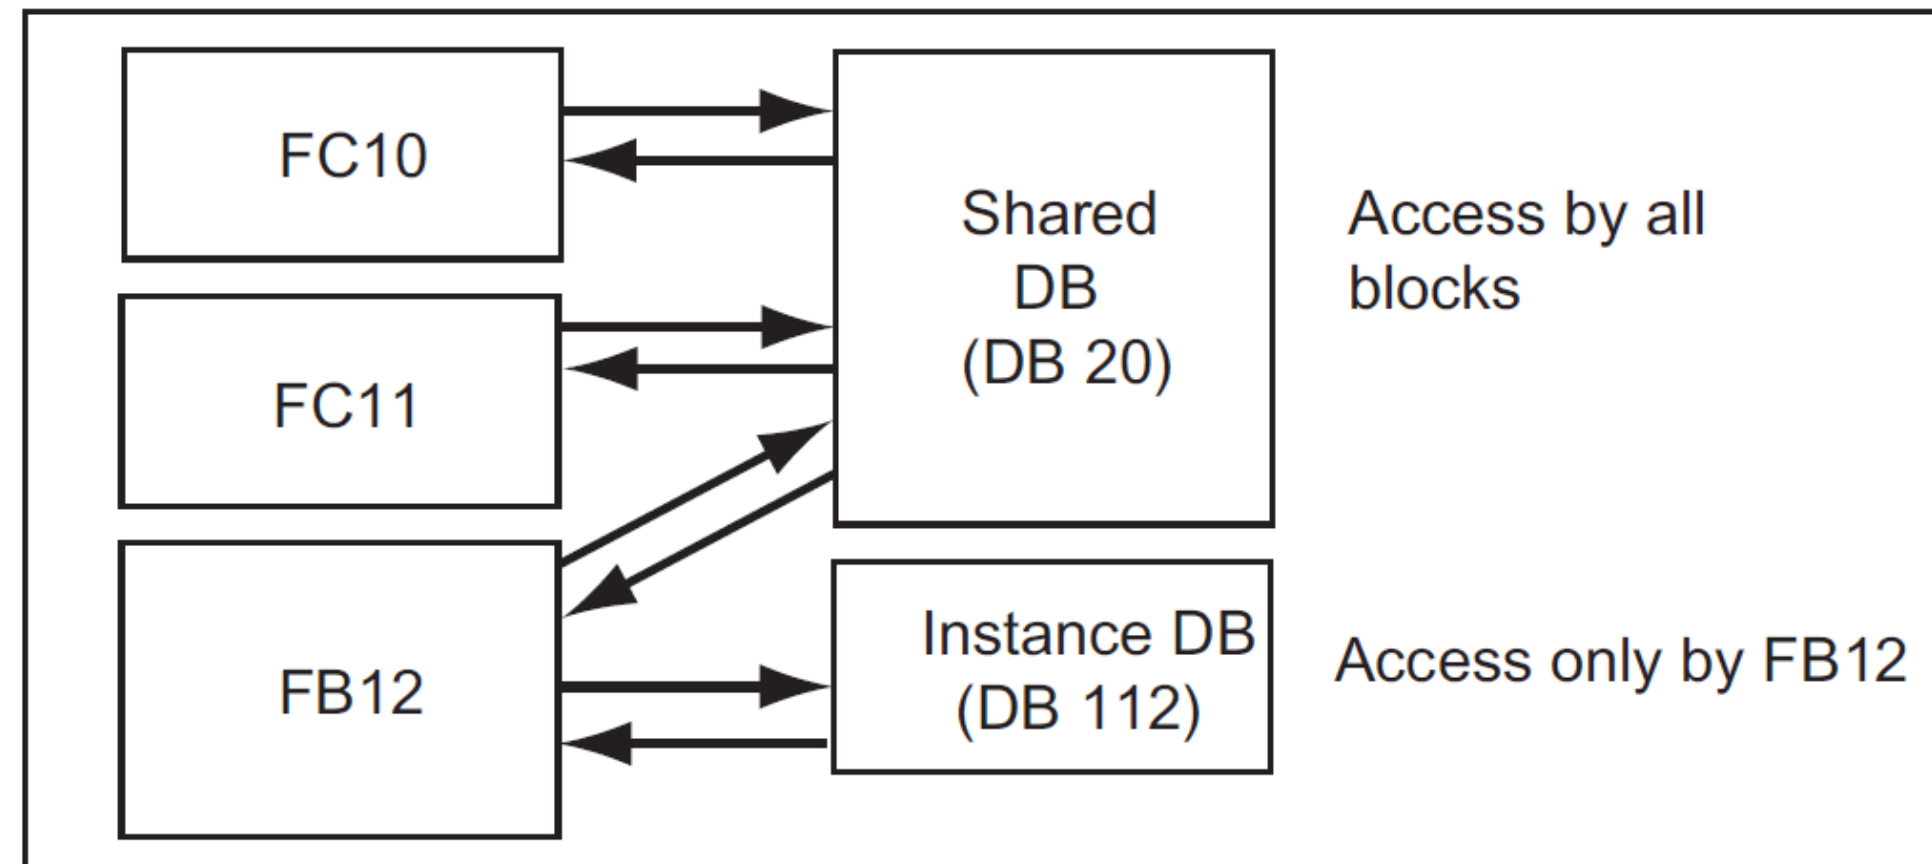 FC10
Shared
DB
(DB 20)
Access by all
blocks
FC11
FB12
Instance DB
(DB 112)
Access only by FB12